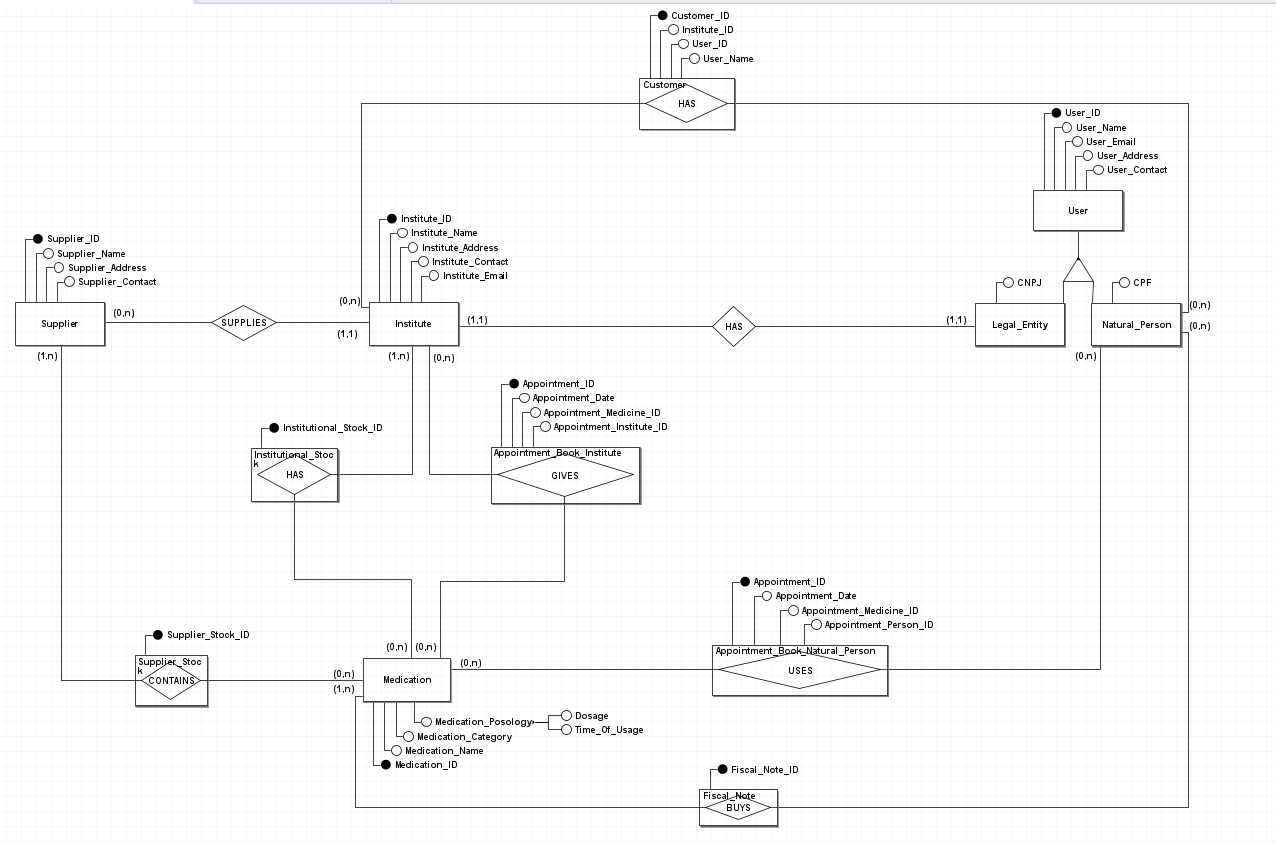 Customer_ID
Institute_ID
User_ID
User_Name
Customer
HAS
User_ID
User_Name
User_Email
User_Address
User_Contact
User
Institute_ID
Institute_Name
Institute_Address
Institute_Contact
Institute_Email
Supplier_ID
Supplier_Name
Supplier_Address
Supplier_Contact
CNPJ
CPF
(0,n)
(0,n)
(0,n)
Supplier
SUPPLIES
Institute
(1,1)
(1,1)
HAS
(1,1)
Legal_Entity
Natural_Person
(0,n)
(1,n)
(1,n)
(0,n)
(0,n)
Appointment_ID
Appointment_Date
Appointment_Medicine_ID
Appointment_Institute_ID
Institutional_Stock_ID
Institutional_Stoc
k
HAS
Appointment_Book_Institute
GIVES
Appointment_ID
Appointment_Date
Appointment_Medicine_ID
Appointment_Person_ID
Supplier_Stock_ID
Supplier_Stoc
k
CONTAINS
(0,n)
(0,n)
(0,n)
(0,n)
(1,n)
Medication
Appointment_Book_Natural_Person
USES
Medication_Posology
Dosage
Time_Of_Usage
Medication_Category
Medication_Name
Medication_ID
Fiscal_Note_ID
Fiscal_Note
BUYS